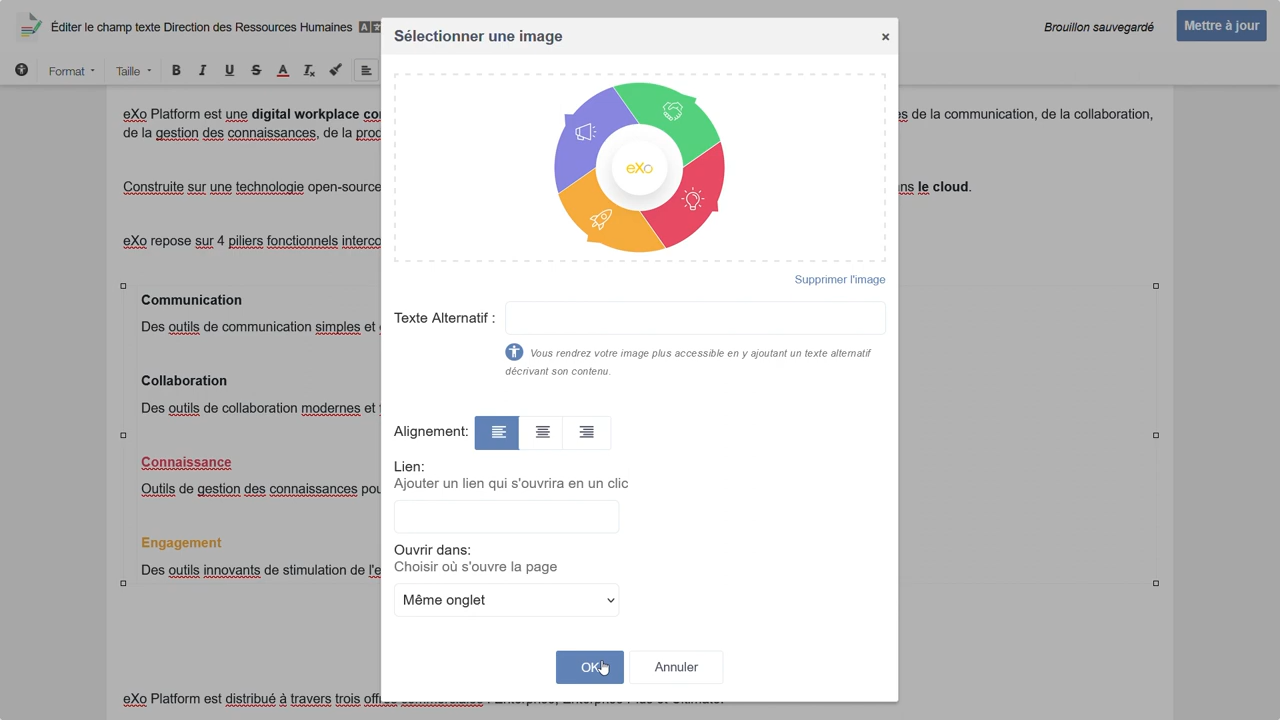 Éditer le champ texte Direction des Ressources Humaines
Brouillon sauvegardé
Mettre à jour
Format
Taille
B I U S A
Sélectionner une image
×
eXo
Supprimer l'image
Texte Alternatif :
Vous rendrez votre image plus accessible en y ajoutant un texte alternatif
décrivant son contenu.
Alignement:
Lien:
Ajouter un lien qui s'ouvrira en un clic
Ouvrir dans:
Choisir où s'ouvre la page
Même onglet
OK
Annuler
eXo Platform est une digital workplace
de la communication, de la collaboration,
de la gestion des connaissances, de la
Construite sur une technologie open-source
le cloud.
eXo repose sur 4 piliers fonctionnels
Communication
Des outils de communication simples et
Collaboration
Des outils de collaboration modernes et
Connaissance
Outils de gestion des connaissances
Engagement
Des outils innovants de stimulation de
eXo Platform est distribué à travers trois